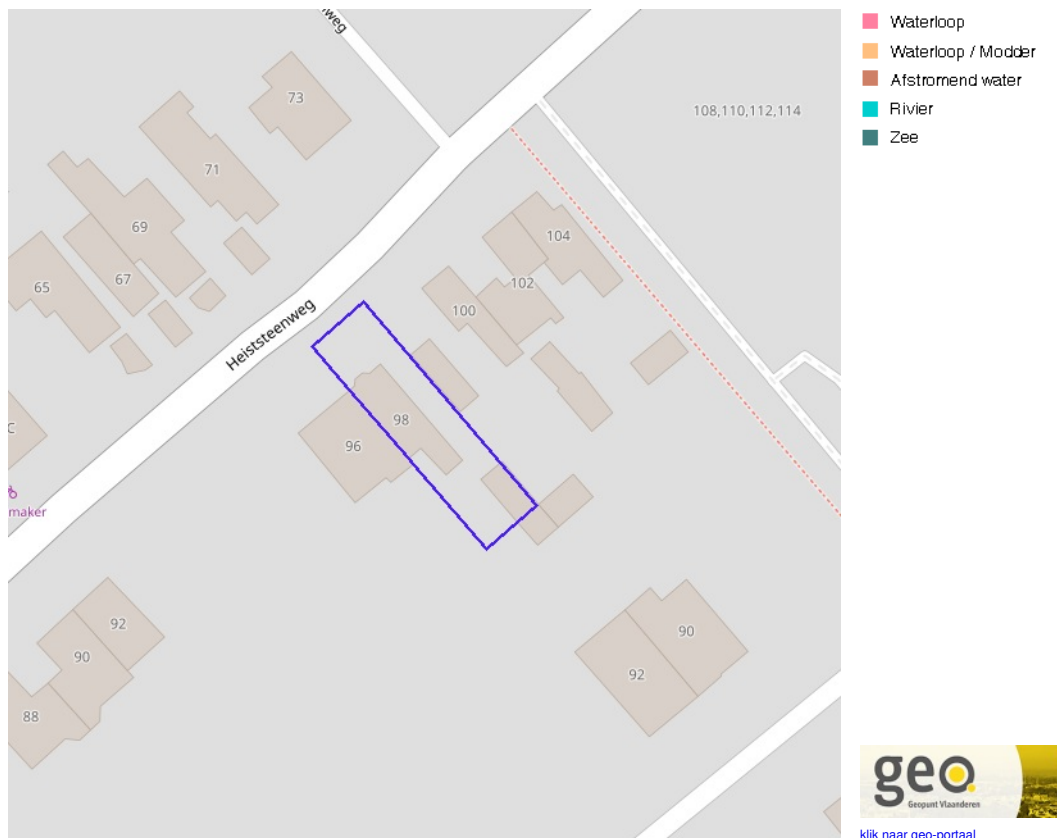 weg
73
108,110,112,114
71
69
104
65
67
102
100
Heiststeenweg
98
96
C
maker
92
90
88
90
92
Waterloop
Waterloop / Modder
Afstromend water
Rivier
Zee
geo.
Geopunt Vlaanderen
klik naar geo-portaal